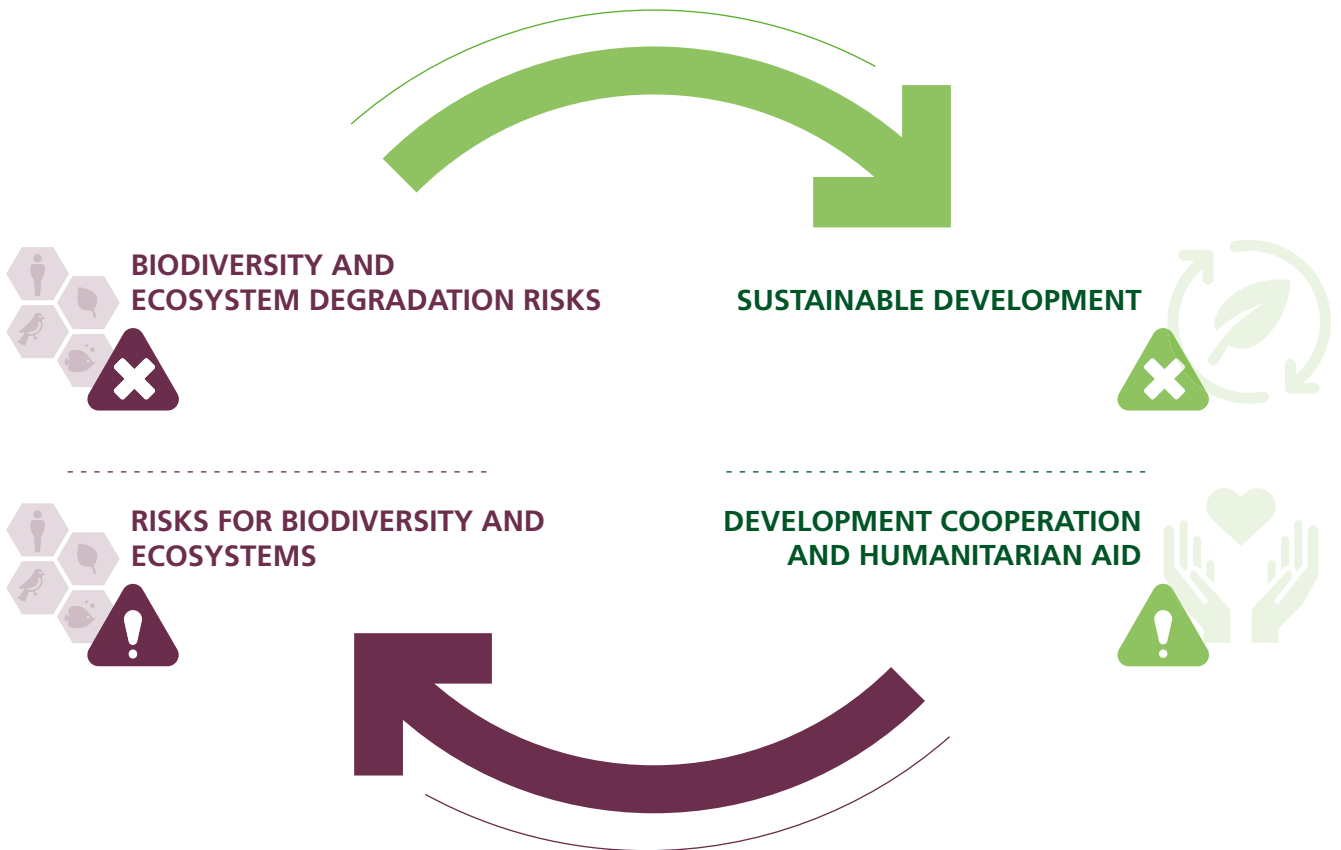 BIODIVERSITY AND
ECOSYSTEM DEGRADATION RISKS
SUSTAINABLE DEVELOPMENT
RISKS FOR BIODIVERSITY AND
ECOSYSTEMS
DEVELOPMENT COOPERATION
AND HUMANITARIAN AID